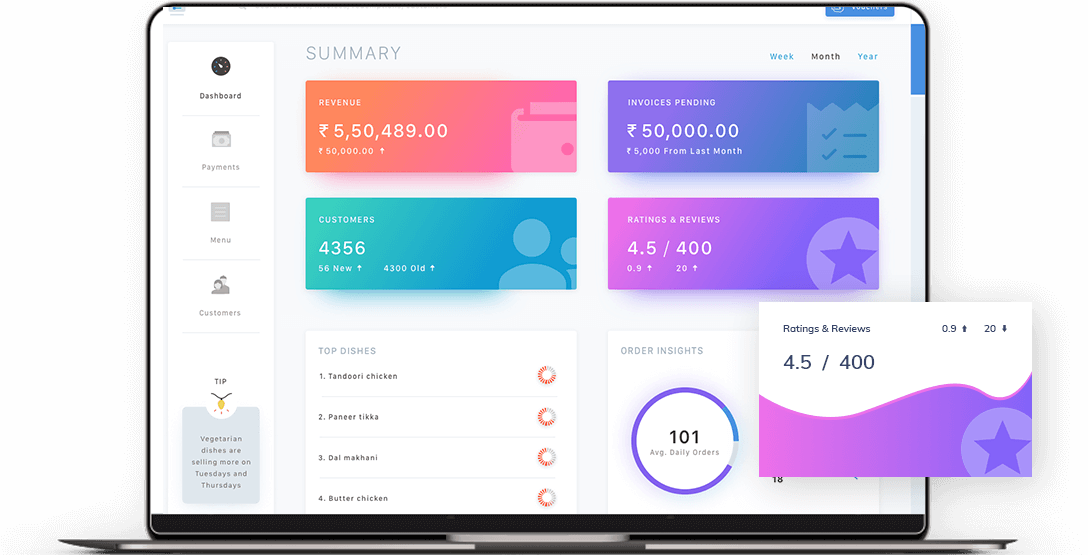 Vouchers
SUMMARY
Week Month Year
Dashboard
Payments
Menu
Customers
TIP
Vegetarian
dishes are
selling more on
Tuesdays and
Thursdays
REVENUE
₹ 5,50,489.00
₹ 50,000.00 ↑
INVOICES PENDING
₹ 50,000.00
₹ 5,000 From Last Month
CUSTOMERS
4356
56 New ↑ 4300 Old ↑
RATINGS & REVIEWS
4.5 / 400
0.9 ↑ 20 ↑
TOP DISHES
1. Tandoori chicken
2. Paneer tikka
3. Dal makhani
4. Butter chicken
ORDER INSIGHTS
101
Avg. Daily Orders
18
Ratings & Reviews 0.9 ↑ 20 ↓
4.5 / 400